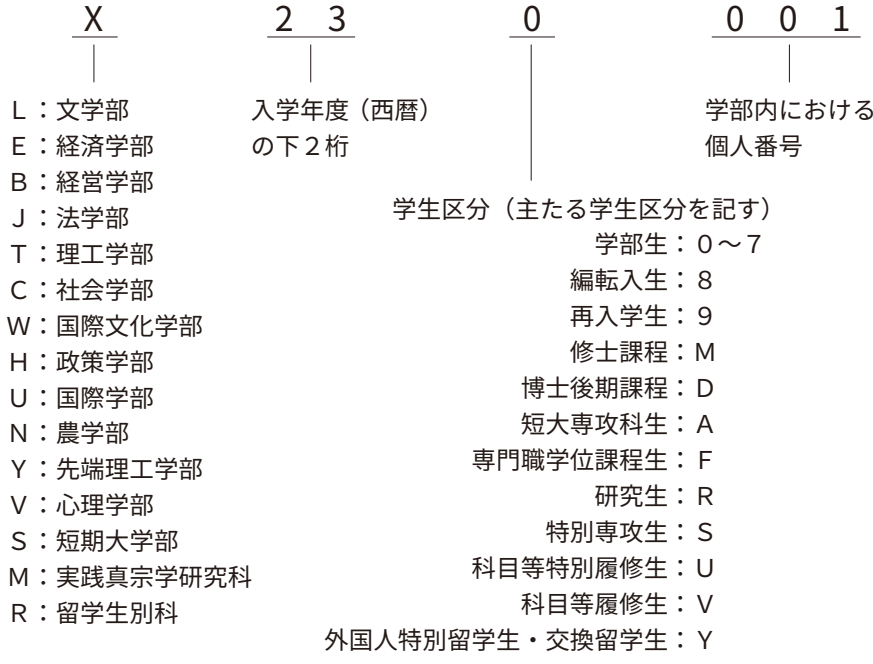 X 23 0 001
L：文学部
E：経済学部
B：経営学部
J：法学部
T：理工学部
C：社会学部
W：国際文化学部
H：政策学部
U：国際学部
N：農学部
Y：先端理工学部
V：心理学部
S：短期大学部
M：実践真宗学研究科
R：留学生別科
入学年度（西暦）
の下２桁
学生区分（主たる学生区分を記す）
学部生：０〜７
編転入生：８
再入学生：９
修士課程：M
博士後期課程：D
短大専攻科生：A
専門職学位課程生：F
研究生：R
特別専攻生：S
科目等特別履修生：U
科目等履修生：V
外国人特別留学生・交換留学生：Y
学部内における
個人番号